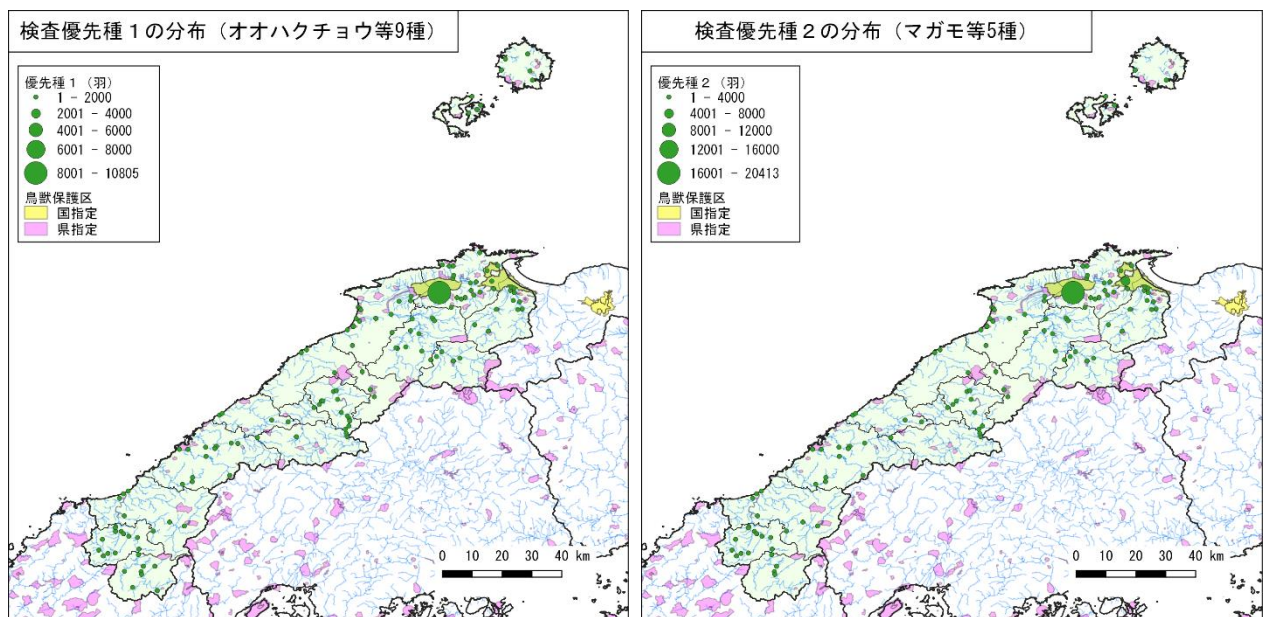 検査優先種１の分布（オオハクチョウ等9種）
優先種１（羽）
1 - 2000
2001 - 4000
4001 - 6000
6001 - 8000
8001 - 10805
鳥獣保護区
国指定
県指定
0 10 20 30 40 km
検査優先種２の分布（マガモ等5種）
優先種２（羽）
1 - 4000
4001 - 8000
8001 - 12000
12001 - 16000
16001 - 20413
鳥獣保護区
国指定
県指定
0 10 20 30 40 km